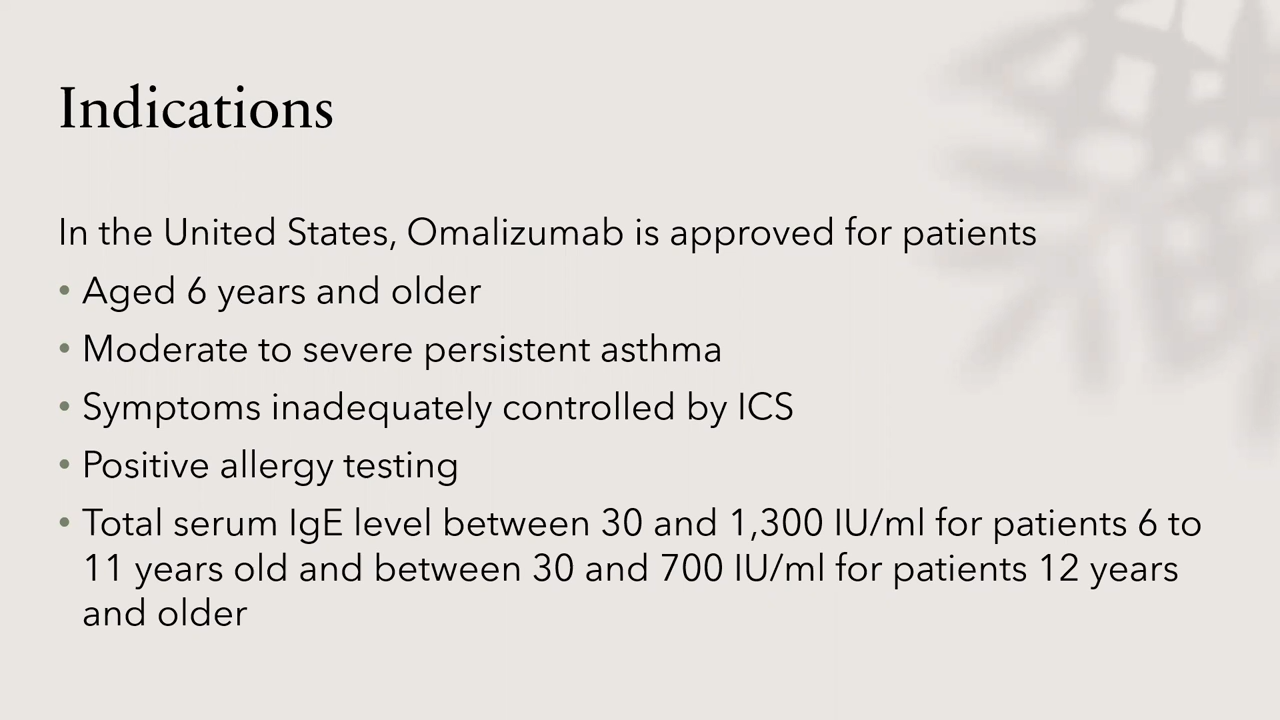 Indications
In the United States, Omalizumab is approved for patients
• Aged 6 years and older
• Moderate to severe persistent asthma
• Symptoms inadequately controlled by ICS
• Positive allergy testing
• Total serum IgE level between 30 and 1,300 IU/ml for patients 6 to
11 years old and between 30 and 700 IU/ml for patients 12 years
and older